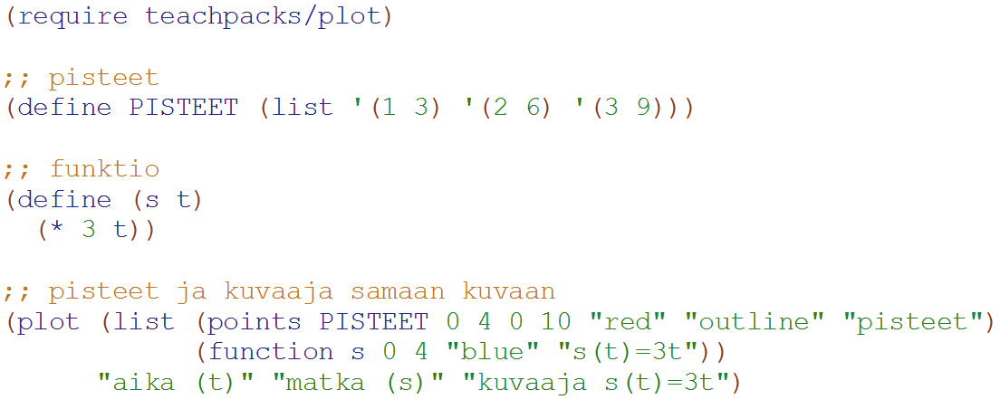 (require teachpacks/plot)
;; pisteet
(define PISTEET (list '(1 3) '(2 6) '(3 9)))
;; funktio
(define (s t)
(* 3 t))
;; pisteet ja kuvaaja samaan kuvaan
(plot (list (points PISTEET 0 4 0 10 "red" "outline" "pisteet")
(function s 0 4 "blue" "s(t)=3t"))
"aika (t)" "matka (s)" "kuvaaja s(t)=3t")